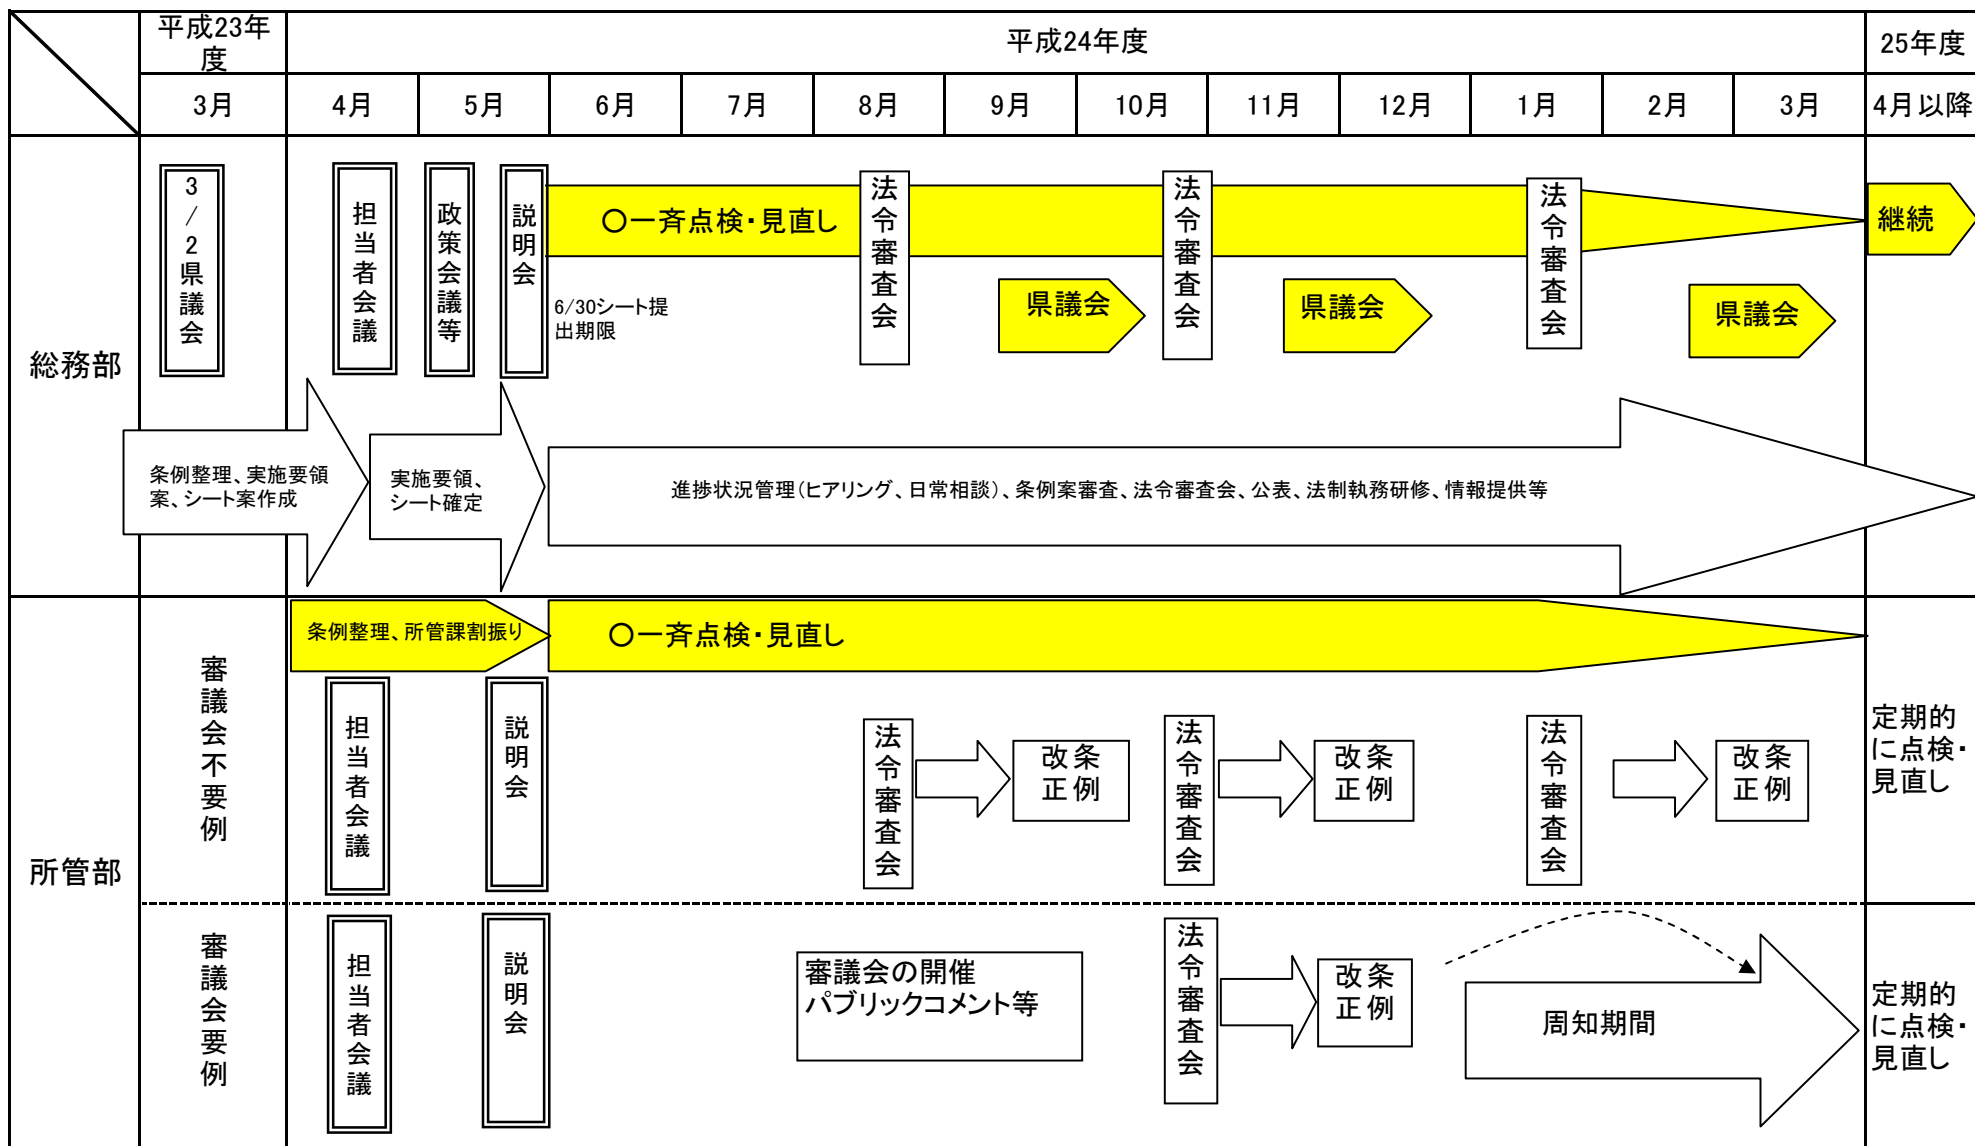 平成23年
度
平成24年度
25年度
3月
4月
5月
6月
7月
8月
9月
10月
11月
12月
1月
2月
3月
4月以降
総務部
3/2県議会
担当者会議
政策会議等
説明会
〇一斉点検・見直し
法令審査会
法令審査会
法令審査会
継続
6/30シート提
出期限
県議会
県議会
県議会
条例整理、実施要領
案、シート案作成
実施要領、
シート確定
進捗状況管理(ヒアリング、日常相談)、条例案審査、法令審査会、公表、法制執務研修、情報提供等
所管部
審議会不要例
条例整理、所管課割振り
〇一斉点検・見直し
担当者会議
説明会
法令審査会
改条
正例
法令審査会
改条
正例
法令審査会
改条
正例
定期的
に点検・
見直し
審議会要例
担当者会議
説明会
審議会の開催
パブリックコメント等
法令審査会
改条
正例
周知期間
定期的
に点検・
見直し